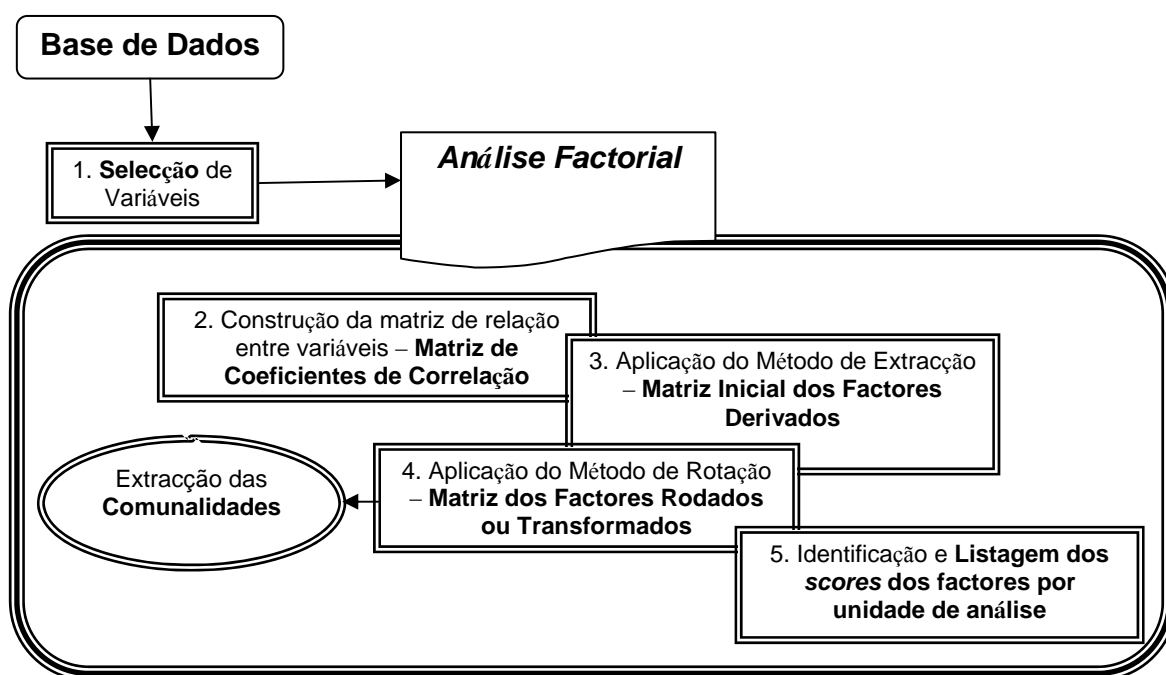 Base de Dados
1. Selecção de
Variáveis
Análise Factorial
2. Construção da matriz de relação
entre variáveis – Matriz de
Coeficientes de Correlação
3. Aplicação do Método de Extracção
– Matriz Inicial dos Factores
Derivados
4. Aplicação do Método de Rotação
– Matriz dos Factores Rodados
ou Transformados
Extracção das
Comunalidades
5. Identificação e Listagem dos
scores dos factores por
unidade de análise